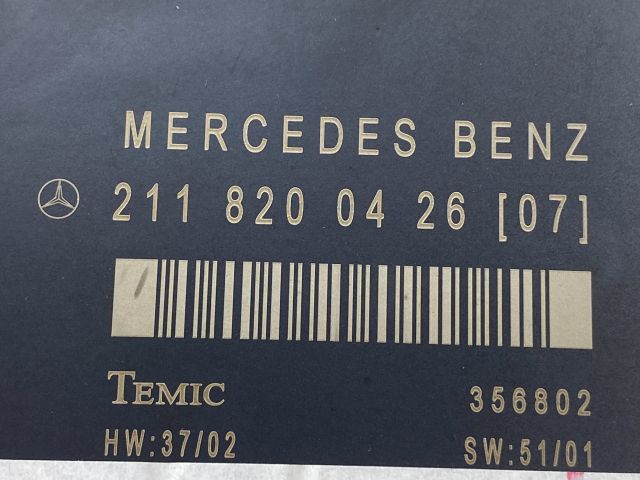 MERCEDES BENZ
211 820 04 26 [07]
TEMIC
356802
HW:37/02
SW:51/01